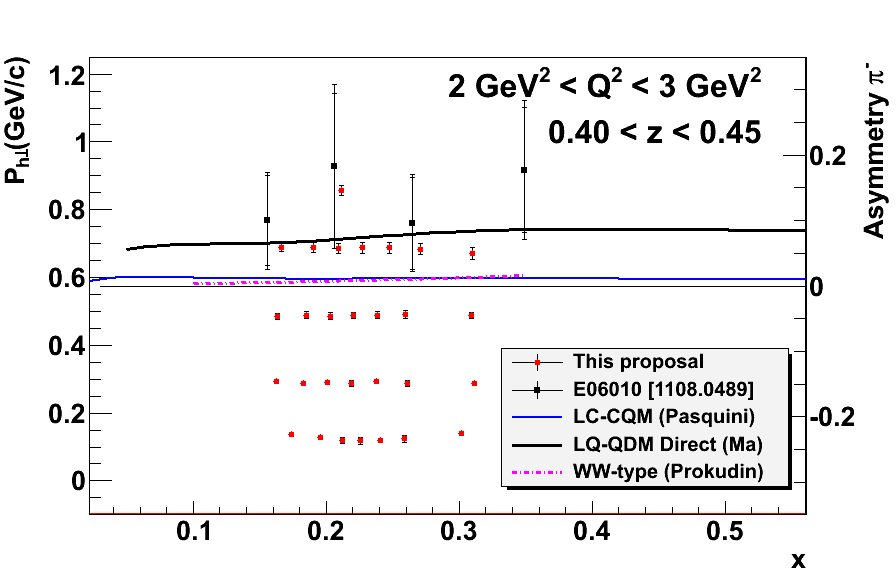 2 GeV² < Q² < 3 GeV²
0.40 < z < 0.45
P_h⊥(GeV/c)
1.2
1
0.8
0.6
0.4
0.2
0
Asymmetry π⁻
0.2
0
-0.2
This proposal
E06010 [1108.0489]
LC-CQM (Pasquini)
LQ-QDM Direct (Ma)
WW-type (Prokudin)
0.1 0.2 0.3 0.4 0.5
x